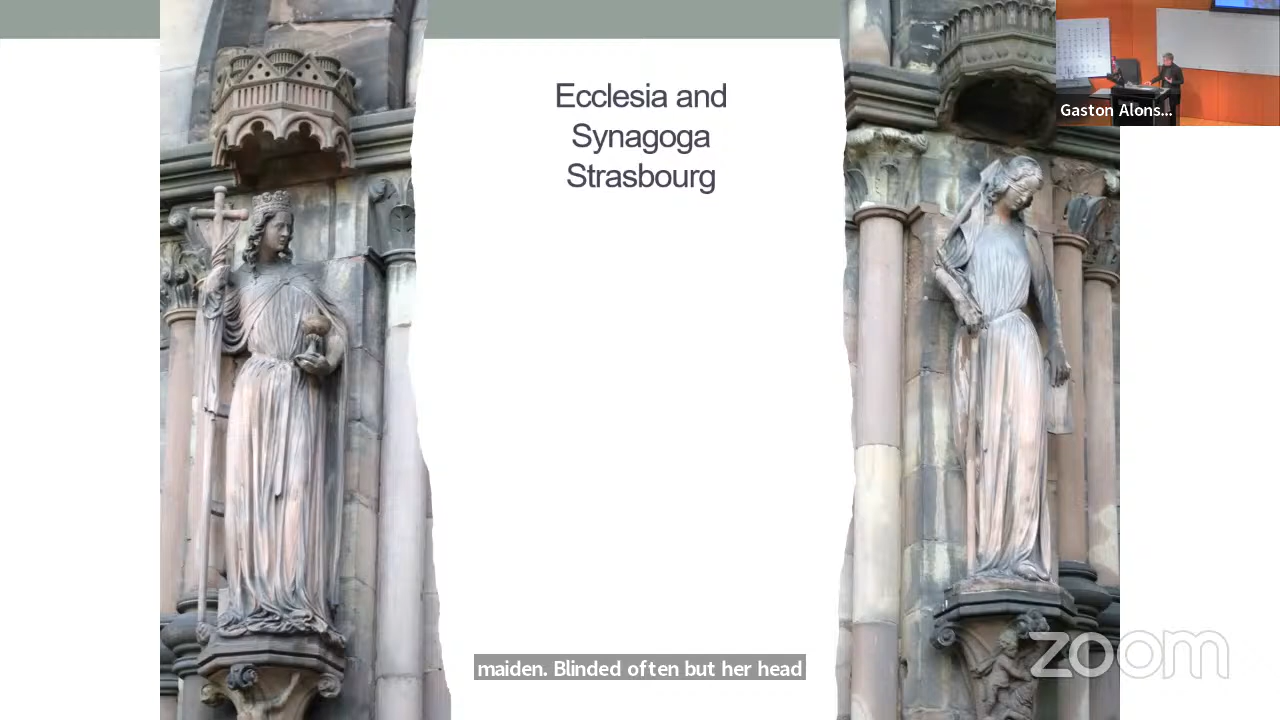 Ecclesia and
Synagoga
Strasbourg
Gaston Alons...
maiden. Blinded often but her head
zoom